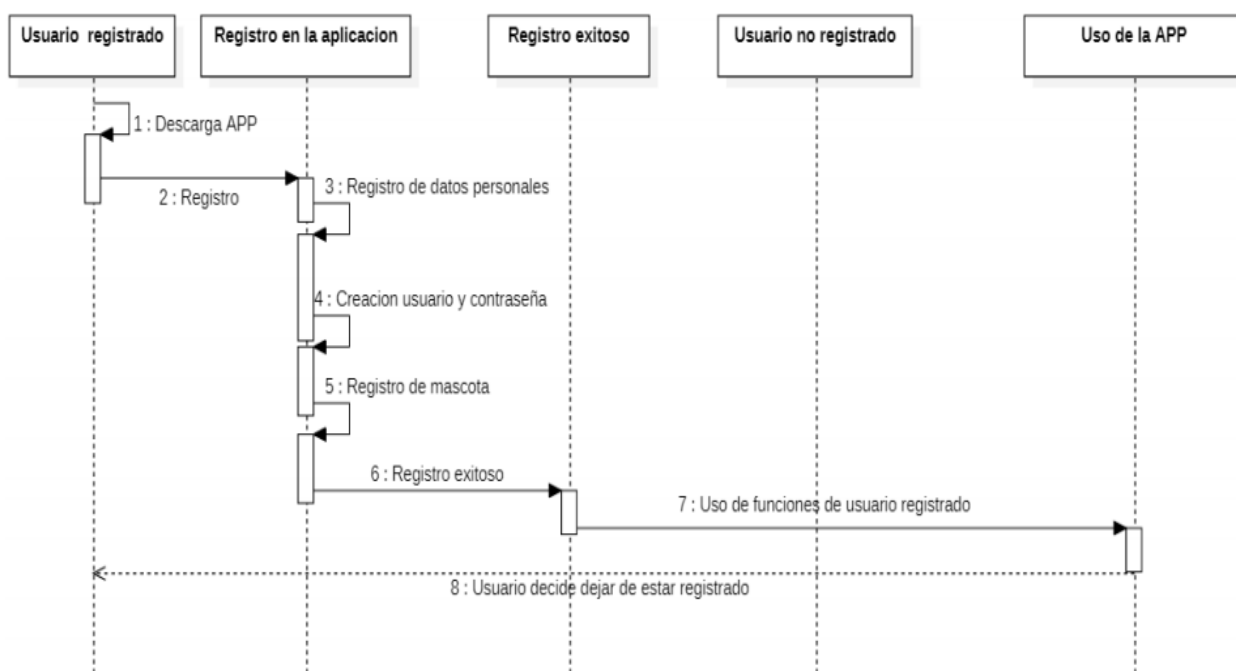 Usuario registrado
Registro en la aplicacion
Registro exitoso
Usuario no registrado
Uso de la APP
1 : Descarga APP
2 : Registro
3 : Registro de datos personales
4 : Creacion usuario y contraseña
5 : Registro de mascota
6 : Registro exitoso
7 : Uso de funciones de usuario registrado
8 : Usuario decide dejar de estar registrado